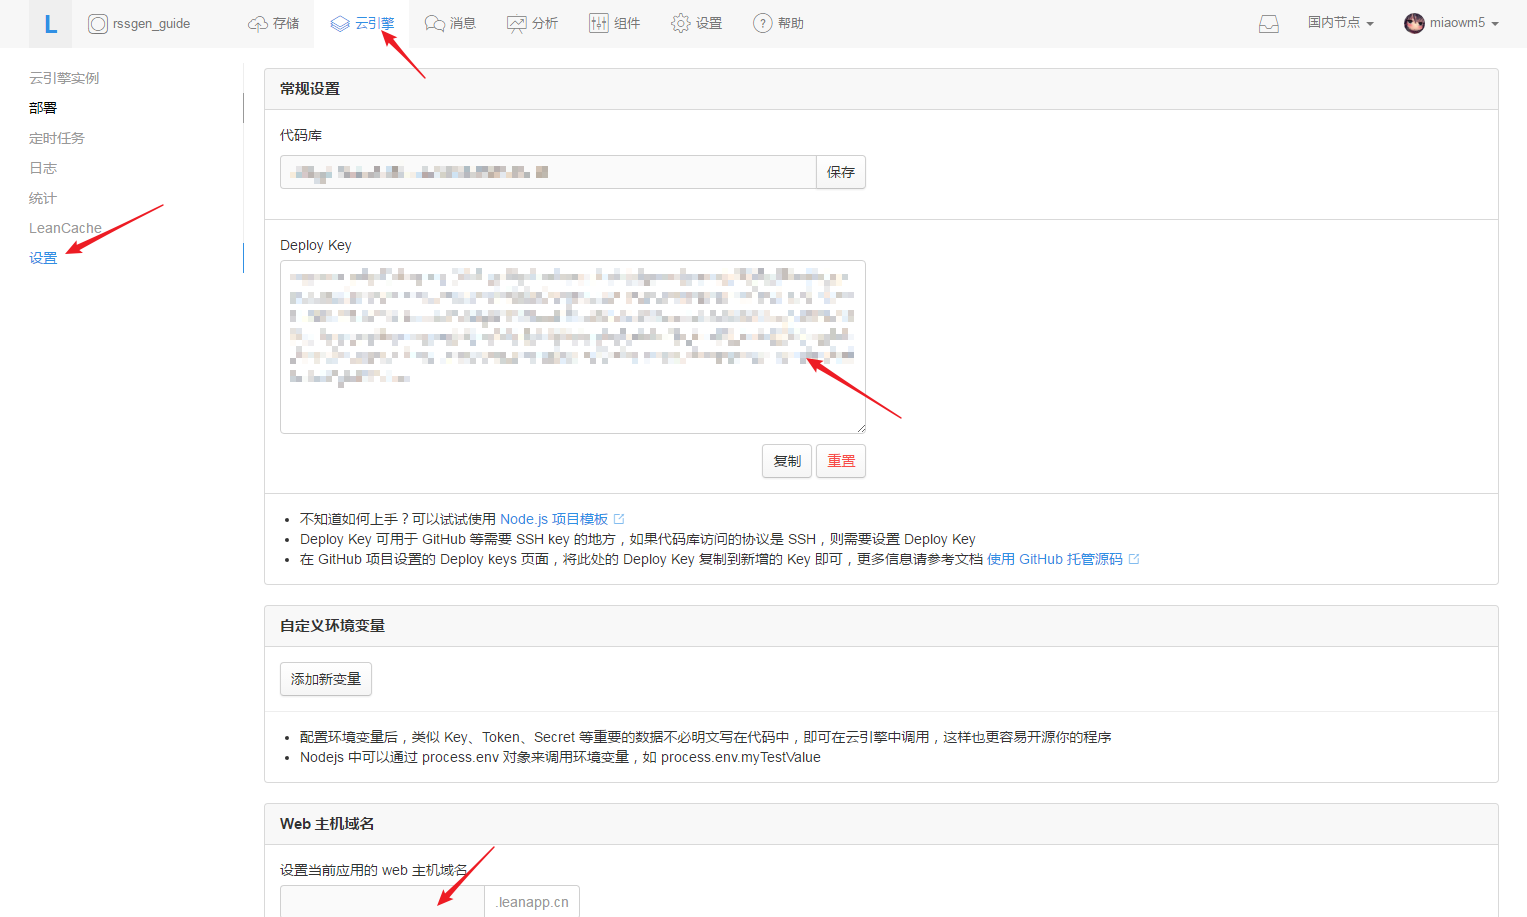 L rssgen_guide 存储 云引擎 消息 分析 组件 设置 ? 帮助 国内节点 miaowm5
云引擎实例
部署
定时任务
日志
统计
LeanCache
设置
常规设置
代码库
保存
Deploy Key
复制 重置
不知道如何上手？可以试试使用 Node.js 项目模板
Deploy Key 可用于 GitHub 等需要 SSH key 的地方，如果代码库访问的协议是 SSH，则需要设置 Deploy Key
在 GitHub 项目设置的 Deploy keys 页面，将此处的 Deploy Key 复制到新增的 Key 即可，更多信息请参考文档 使用 GitHub 托管源码
自定义环境变量
添加新变量
配置环境变量后，类似 Key、Token、Secret 等重要的数据不必明文写在代码中，即可在云引擎中调用，这样也更容易开源你的程序
Nodejs 中可以通过 process.env 对象来调用环境变量，如 process.env.myTestValue
Web 主机域名
设置当前应用的 web 主机域名
.leanapp.cn